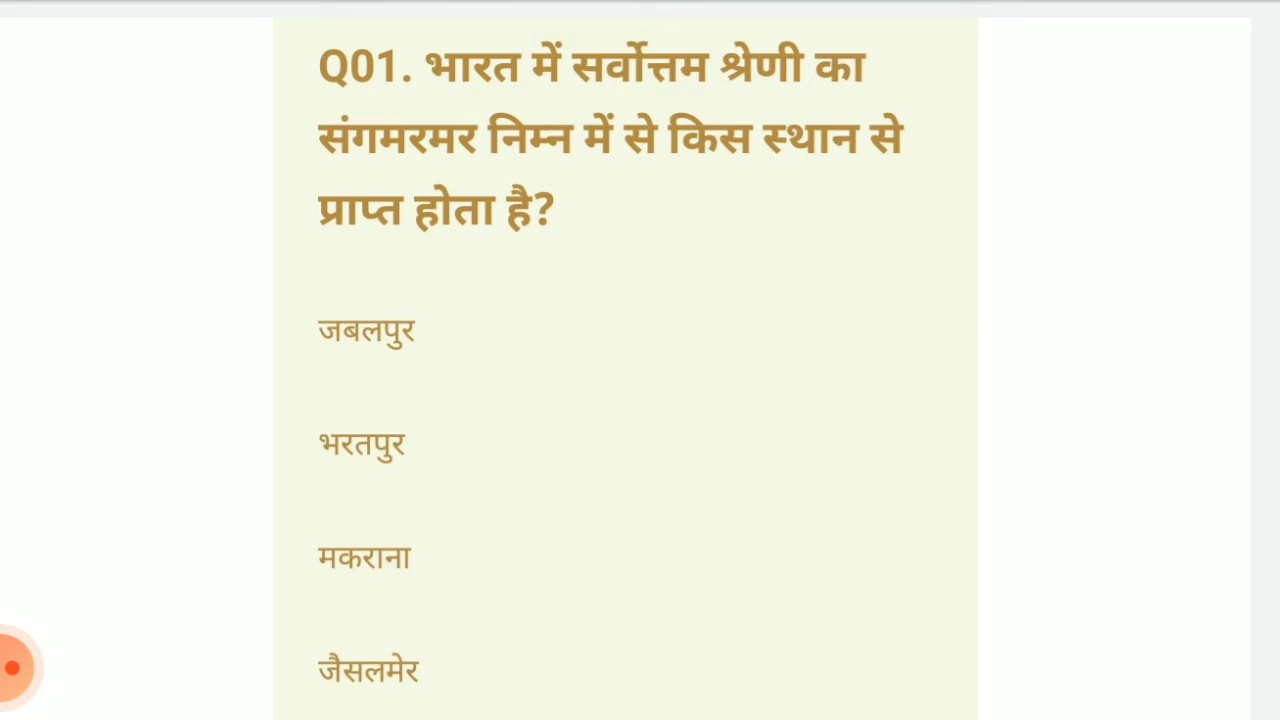 Q01. भारत में सर्वोत्तम श्रेणी का
संगमरमर निम्न में से किस स्थान से
प्राप्त होता है?
जबलपुर
भरतपुर
मकराना
जैसलमेर